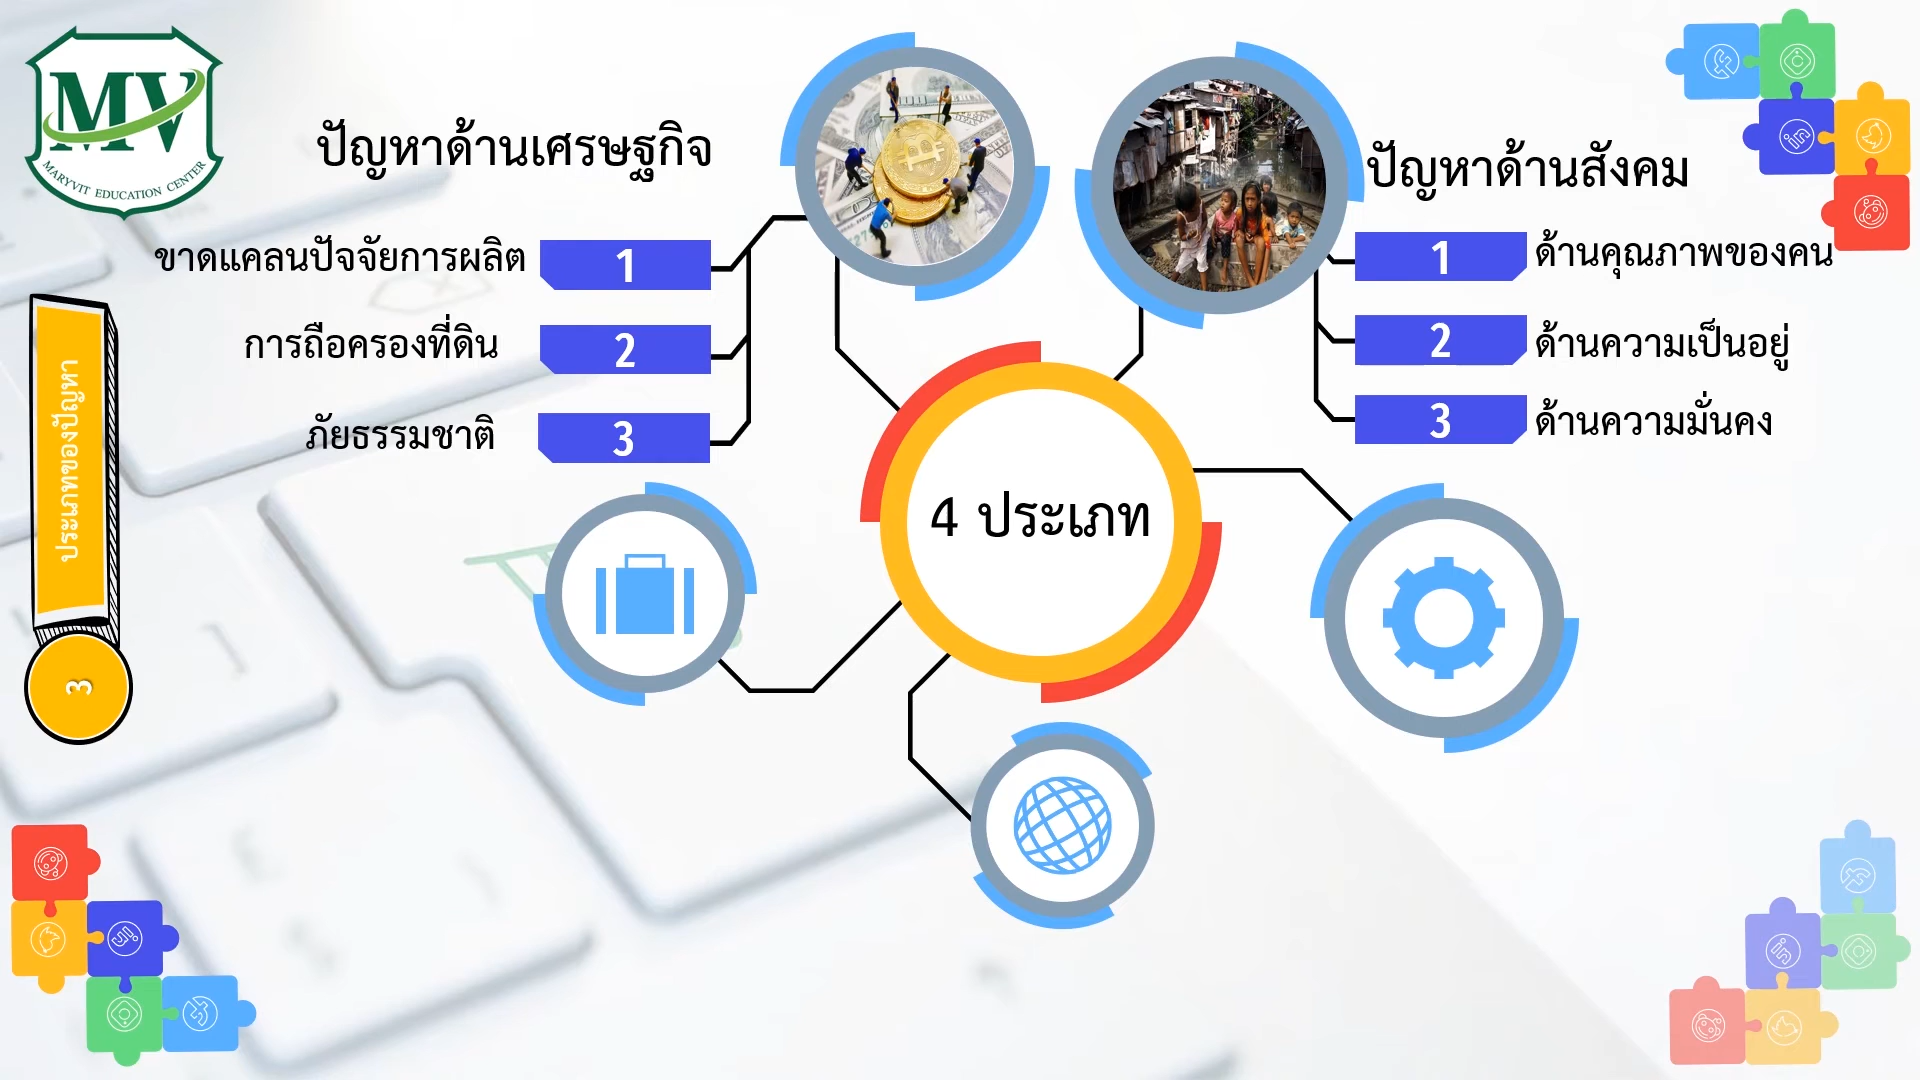 MV
MARYVIT EDUCATION CENTER
ปัญหาด้านเศรษฐกิจ
1 ขาดแคลนปัจจัยการผลิต
2 การถือครองที่ดิน
3 ภัยธรรมชาติ
ปัญหาด้านสังคม
1 ด้านคุณภาพของคน
2 ด้านความเป็นอยู่
3 ด้านความมั่นคง
4 ประเภท
ประเภทของปัญหา
3